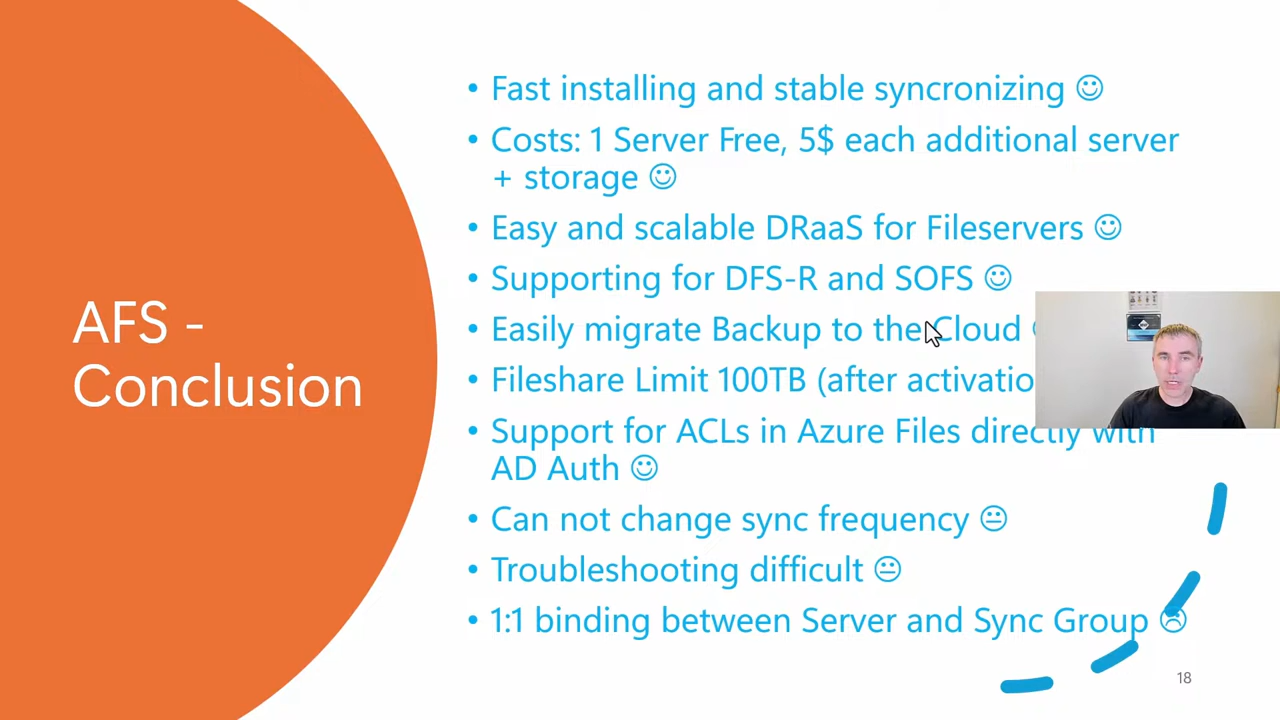 AFS -
Conclusion
• Fast installing and stable syncronizing ☺
• Costs: 1 Server Free, 5$ each additional server
+ storage ☺
• Easy and scalable DRaaS for Fileservers ☺
• Supporting for DFS-R and SOFS ☺
• Easily migrate Backup to the Cloud
• Fileshare Limit 100TB (after
• Support for ACLs in Azure Files directly with
AD Auth ☺
• Can not change sync frequency 😐
• Troubleshooting difficult 😐
• 1:1 binding between Server and Sync Group ☹
18